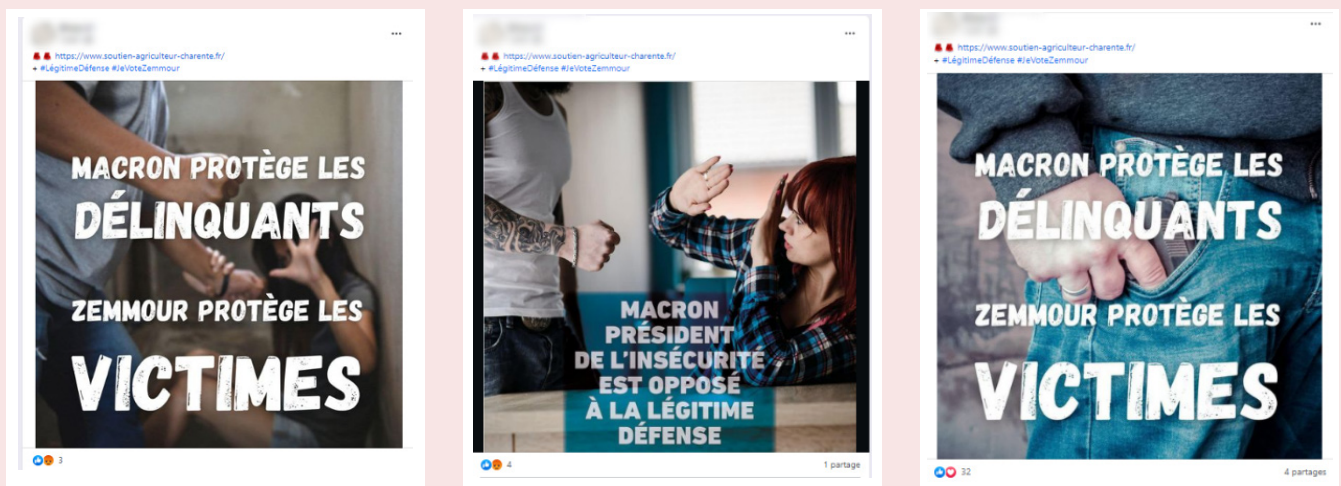 https://www.soutien-agriculteur-charente.fr/
+ #LégitimeDéfense #JeVoteZemmour
MACRON PROTÈGE LES
DÉLINQUANTS
ZEMMOUR PROTÈGE LES
VICTIMES
3
https://www.soutien-agriculteur-charente.fr/
+ #LégitimeDéfense #JeVoteZemmour
MACRON
PRÉSIDENT
DE L'INSÉCURITÉ
EST OPPOSÉ
À LA LÉGITIME
DÉFENSE
4
1 partage
https://www.soutien-agriculteur-charente.fr/
+ #LégitimeDéfense #JeVoteZemmour
MACRON PROTÈGE LES
DÉLINQUANTS
ZEMMOUR PROTÈGE LES
VICTIMES
32
4 partages